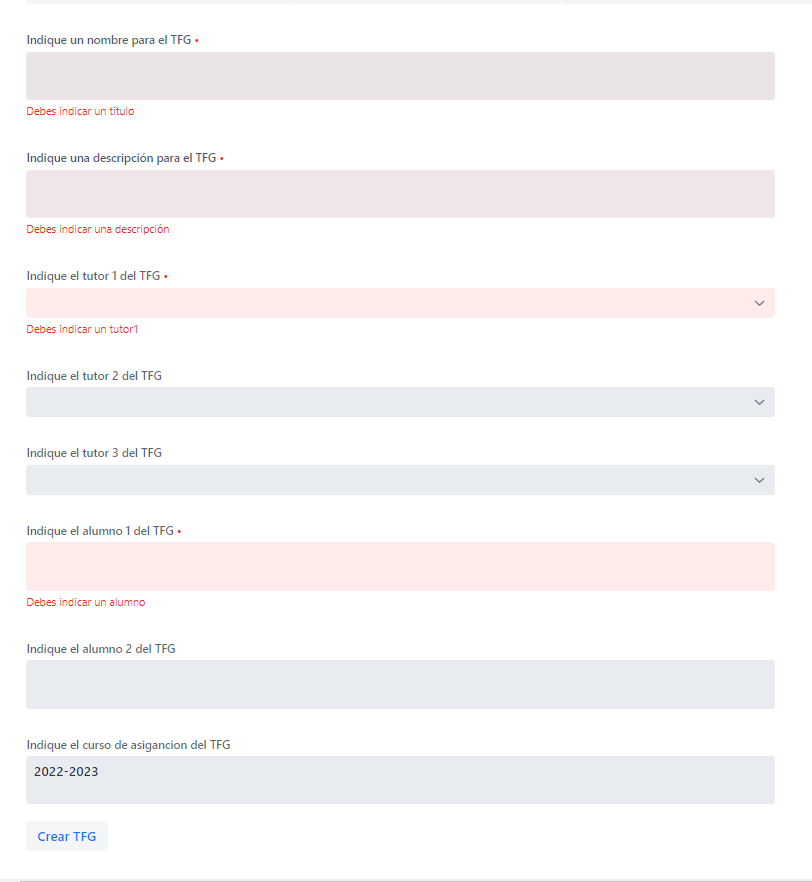 Indique un nombre para el TFG •
Debes indicar un titulo
Indique una descripción para el TFG •
Debes indicar una descripción
Indique el tutor 1 del TFG •
Debes indicar un tutor1
Indique el tutor 2 del TFG
Indique el tutor 3 del TFG
Indique el alumno 1 del TFG •
Debes indicar un alumno
Indique el alumno 2 del TFG
Indique el curso de asigancion del TFG
2022-2023
Crear TFG